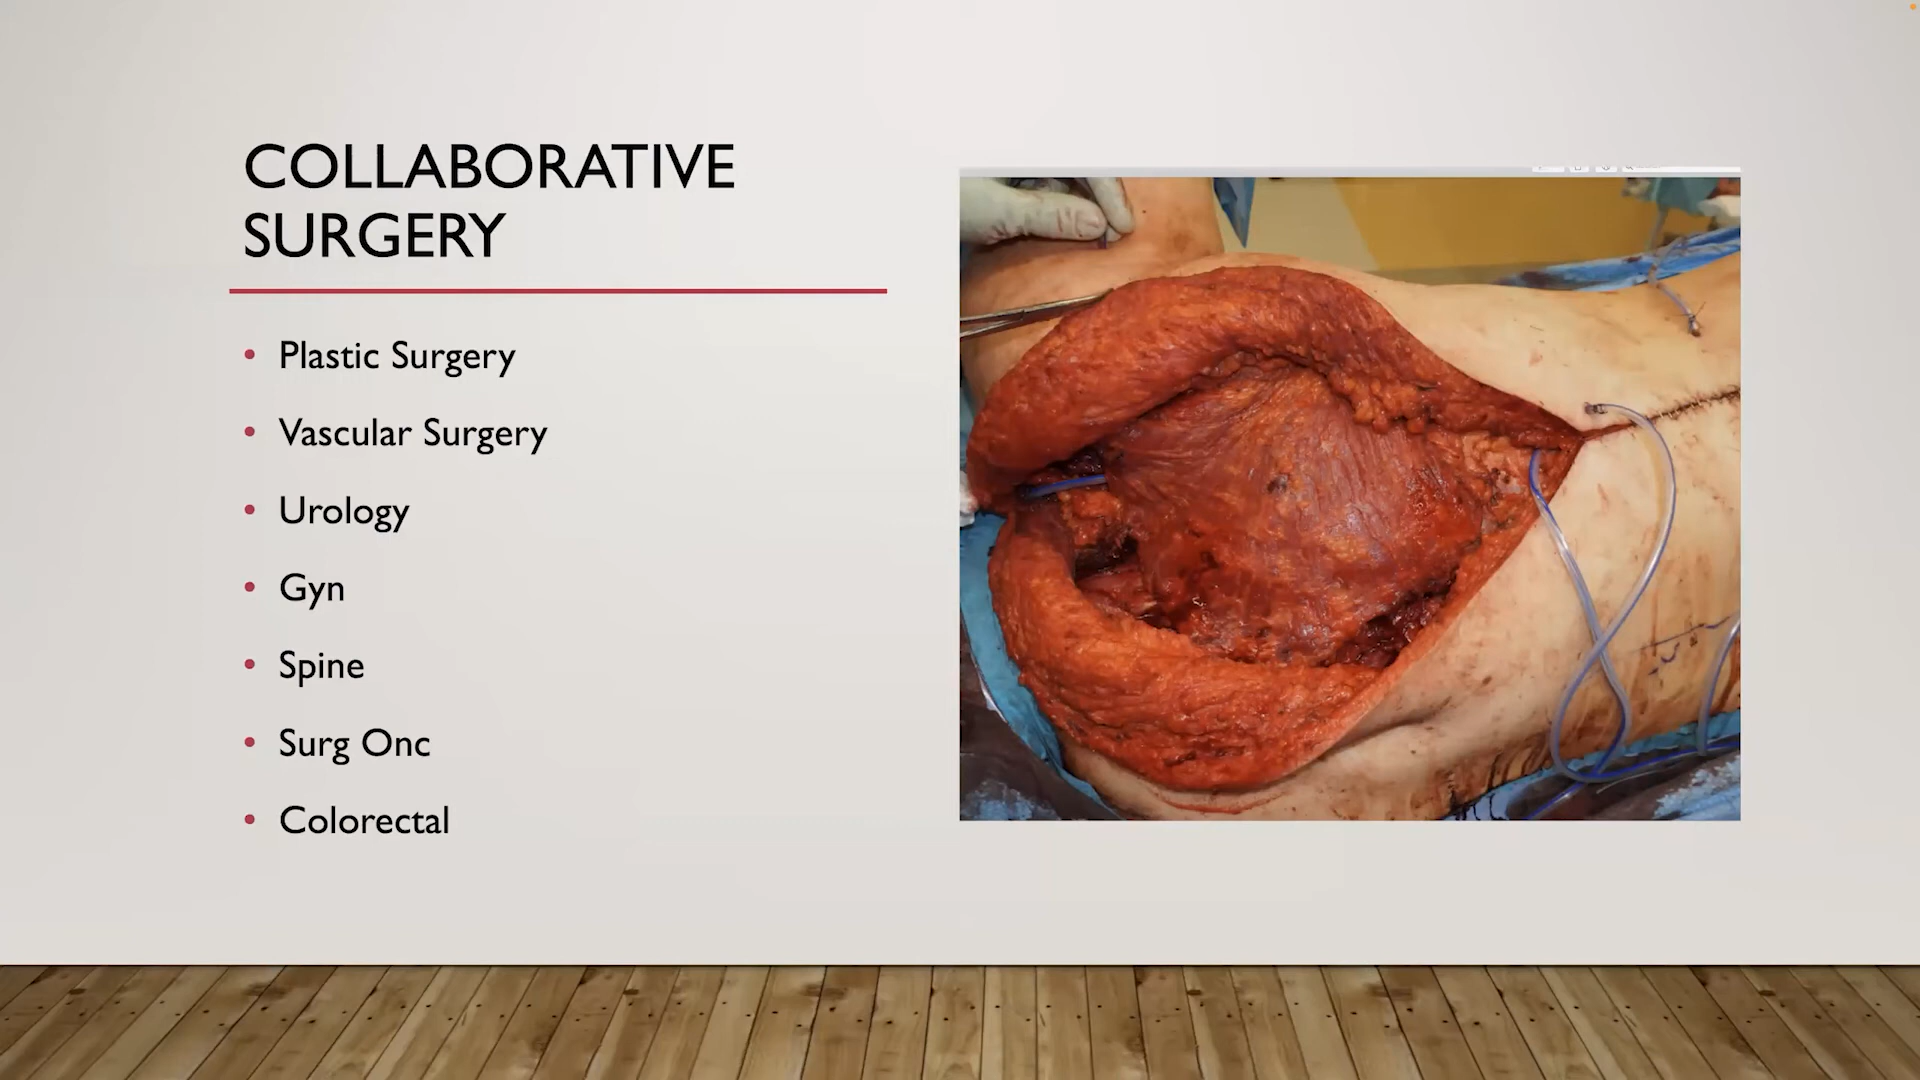 COLLABORATIVE
SURGERY
• Plastic Surgery
• Vascular Surgery
• Urology
• Gyn
• Spine
• Surg Onc
• Colorectal